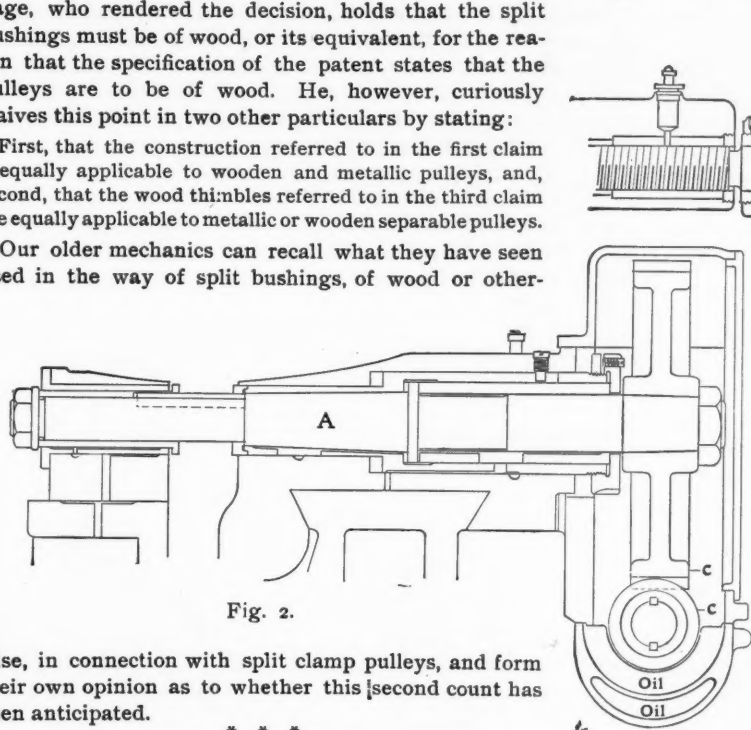 age, who rendered the decision, holds that the split
ushings must be of wood, or its equivalent, for the rea-
n that the specification of the patent states that the
ulleys are to be of wood. He, however, curiously
aives this point in two other particulars by stating:
First, that the construction referred to in the first claim
equally applicable to wooden and metallic pulleys, and,
cond, that the wood thimbles referred to in the third claim
e equally applicable to metallic or wooden separable pulleys.
Our older mechanics can recall what they have seen
sed in the way of split bushings, of wood or other-
A
C
C
Oil
Oil
Fig. 2.
ise, in connection with split clamp pulleys, and form
eir own opinion as to whether this second count has
en anticipated.
* * *